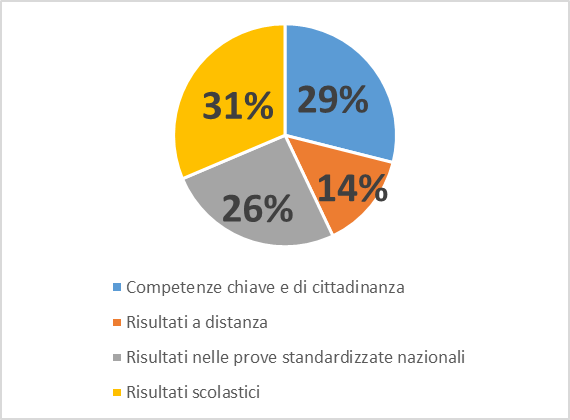 29%
31%
14%
26%
Competenze chiave e di cittadinanza
Risultati a distanza
Risultati nelle prove standardizzate nazionali
Risultati scolastici